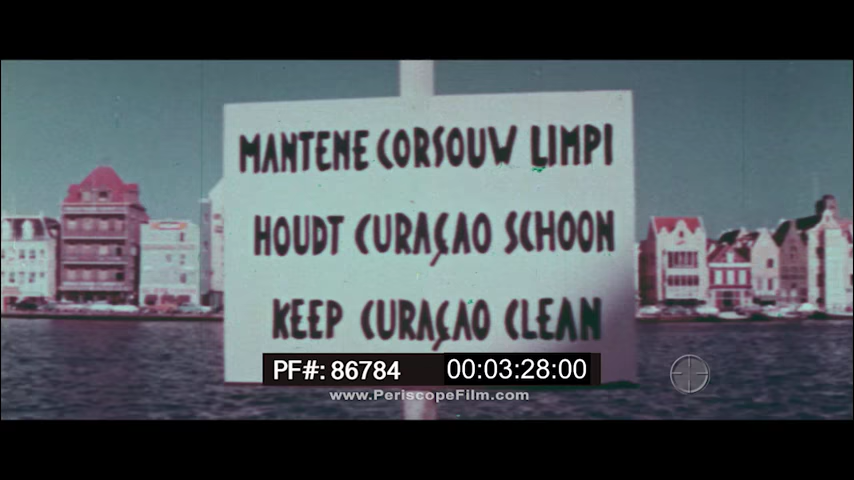 MANTENE CORSOUW LIMPI
HOUDT CURAÇAO SCHOON
KEEP CURAÇAO CLEAN
PF#: 86784 00:03:28:00
www.PeriscopeFilm.com